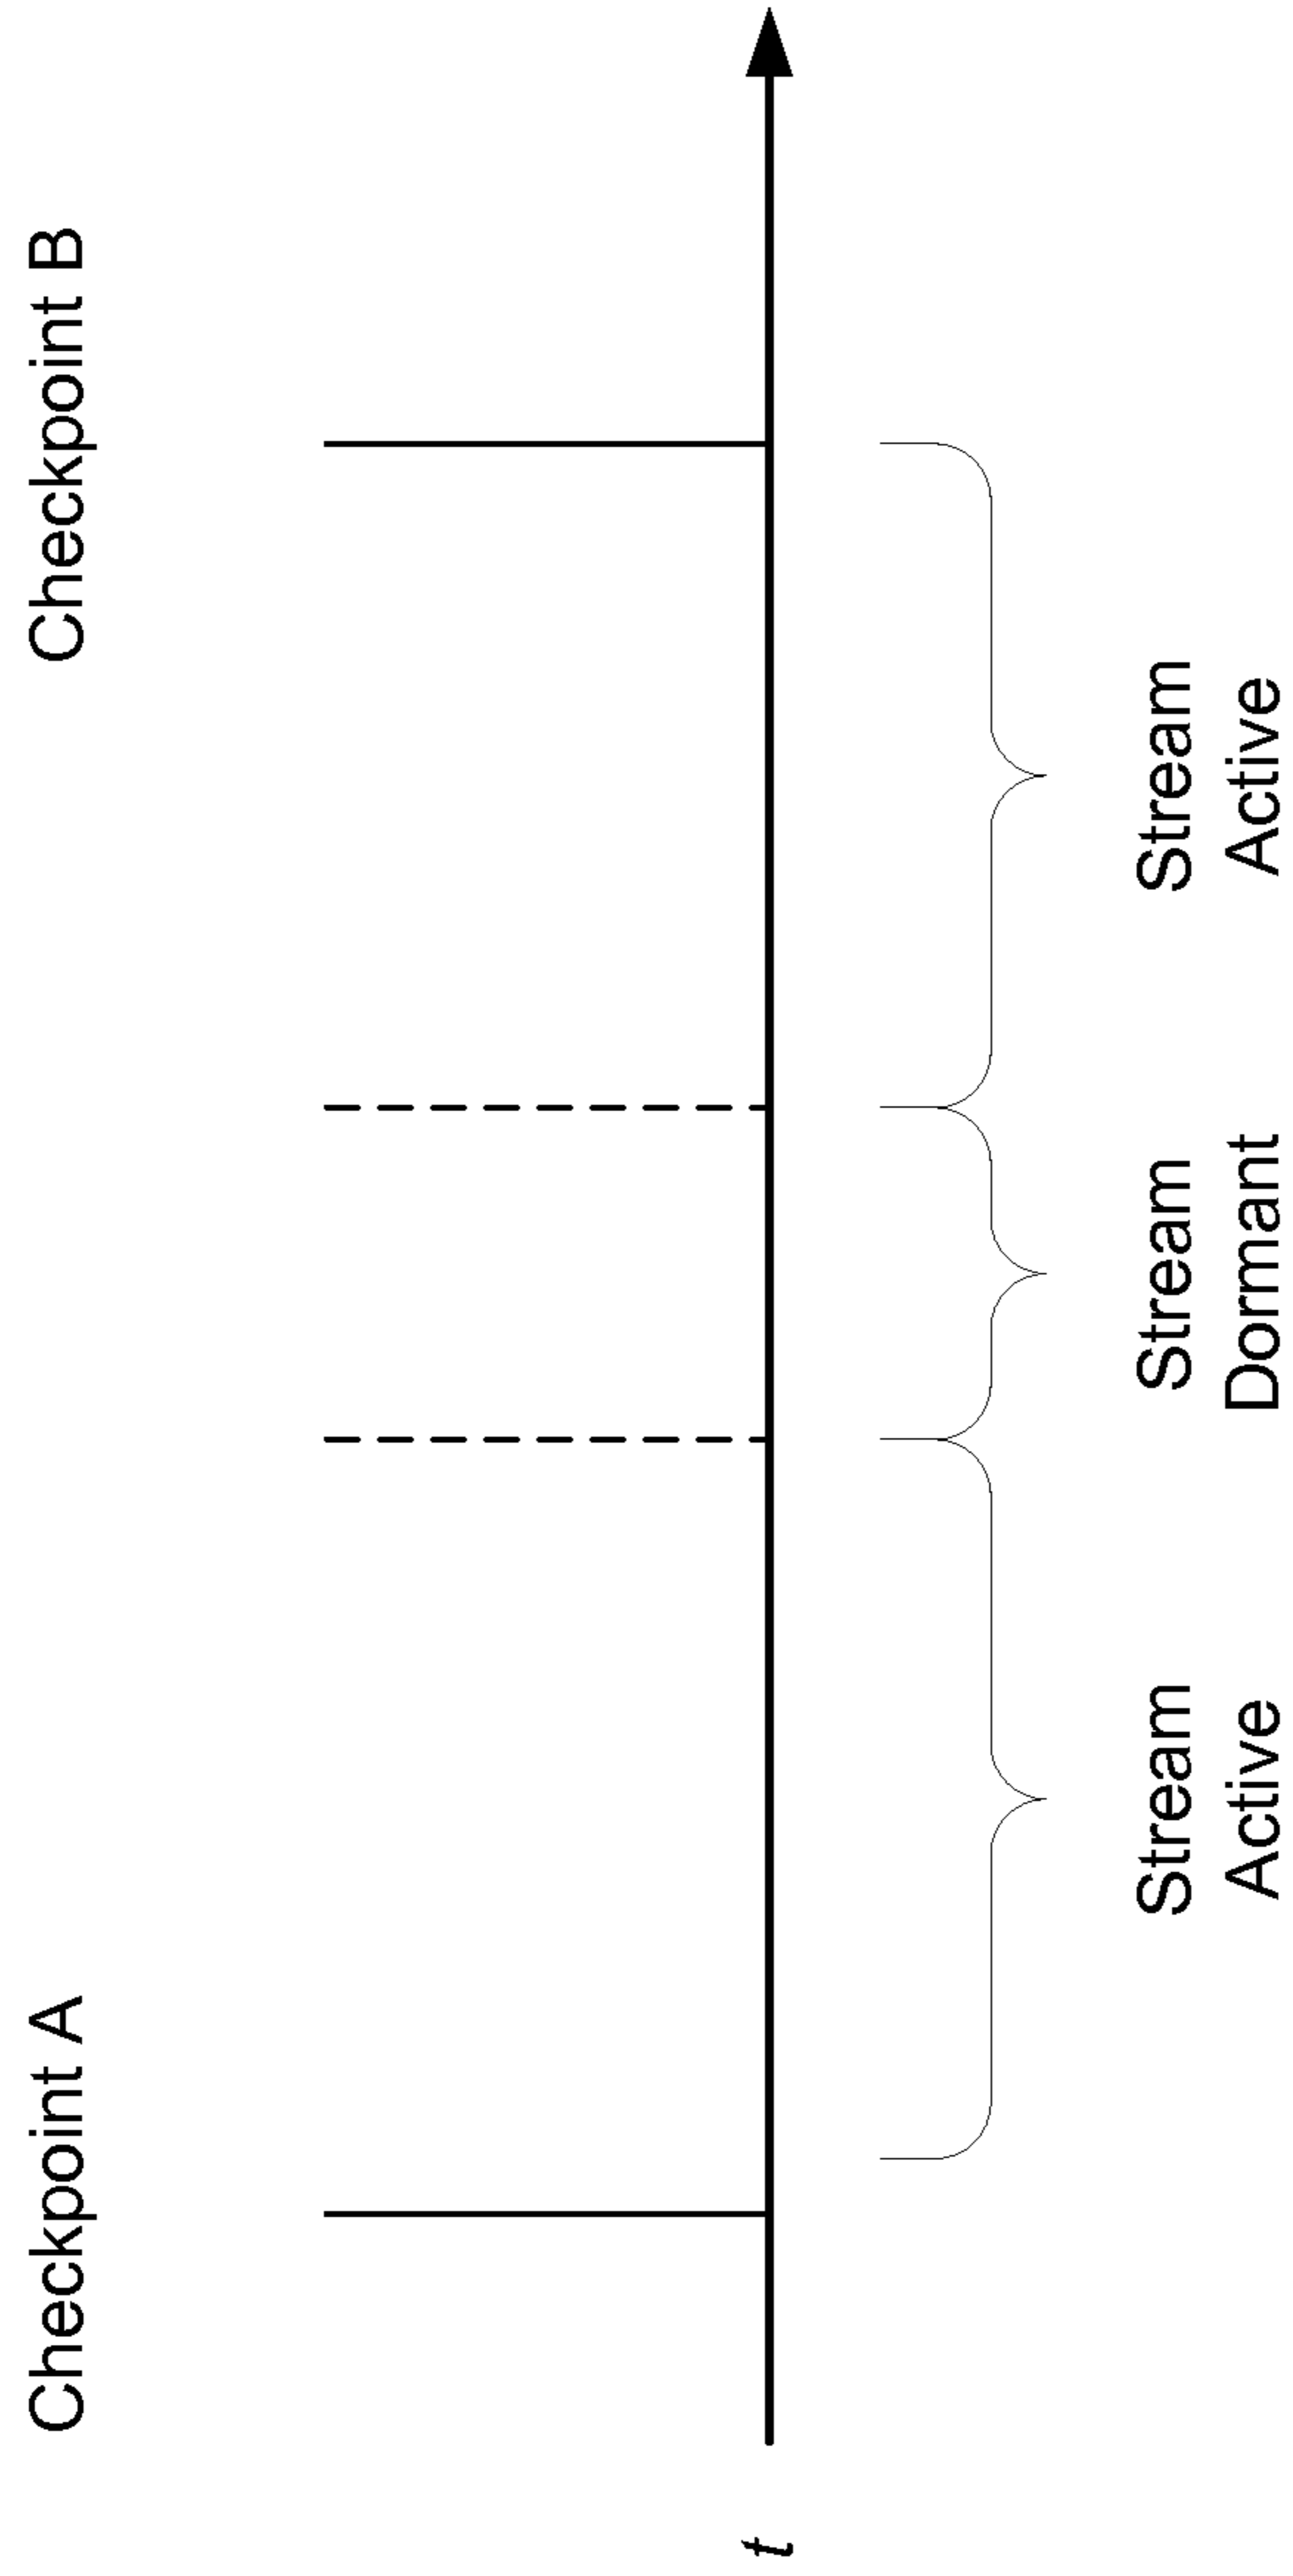 Checkpoint A
Checkpoint B
t
Stream
Active
Stream
Dormant
Stream
Active